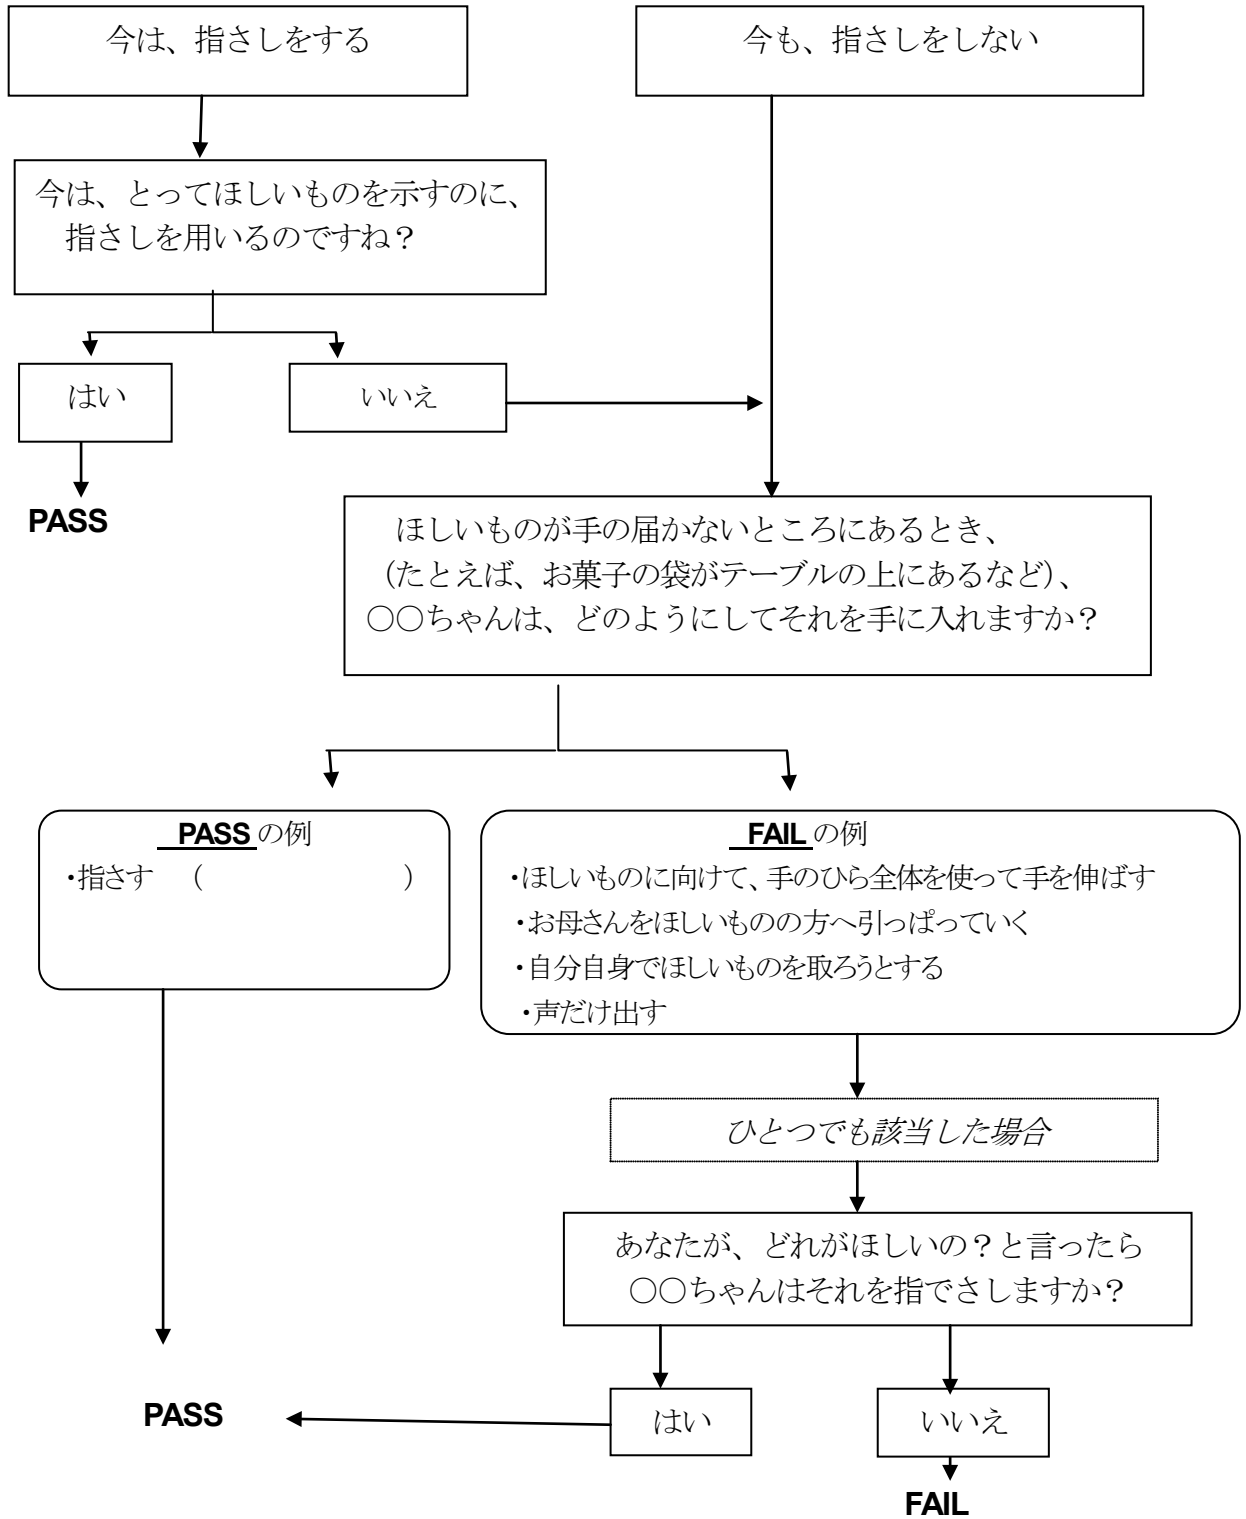 今は、指さしをする
今も、指さしをしない
今は、とってほしいものを示すのに、
指さしを用いるのですね？
はい
いいえ
PASS
ほしいものが手の届かないところにあるとき、
（たとえば、お菓子の袋がテーブルの上にあるなど）、
○○ちゃんは、どのようにしてそれを手に入れますか？
PASS の例
・指さす　（　　　　　　　）
FAIL の例
・ほしいものに向けて、手のひら全体を使って手を伸ばす
・お母さんをほしいものの方へ引っぱっていく
・自分自身でほしいものを取ろうとする
・声だけ出す
ひとつでも該当した場合
あなたが、どれがほしいの？と言ったら
○○ちゃんはそれを指でさしますか？
PASS
はい
いいえ
FAIL